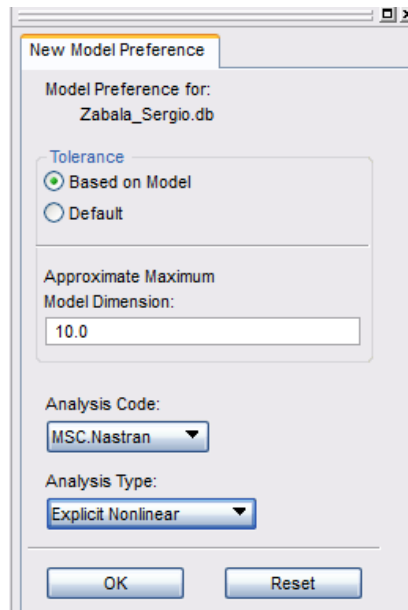 New Model Preference
Model Preference for:
Zabala_Sergio.db
Tolerance
Based on Model
Default
Approximate Maximum
Model Dimension:
10.0
Analysis Code:
MSC.Nastran
Analysis Type:
Explicit Nonlinear
OK Reset